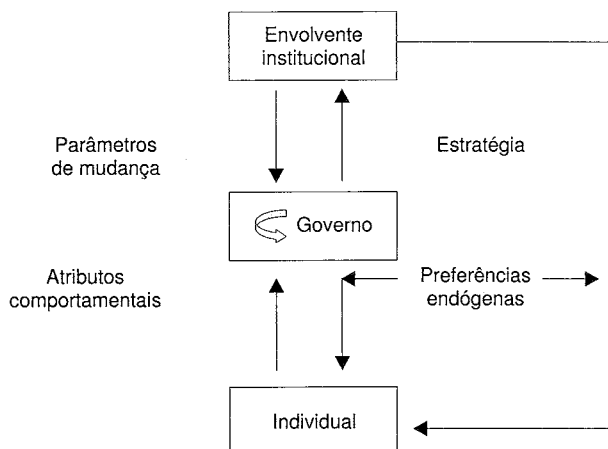 Envolvente
institucional
Parâmetros
de mudança
Estratégia
Governo
Atributos
comportamentais
Preferências
endógenas
Individual